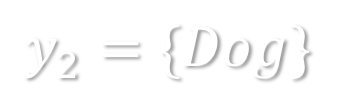 y₂ = {Dog}